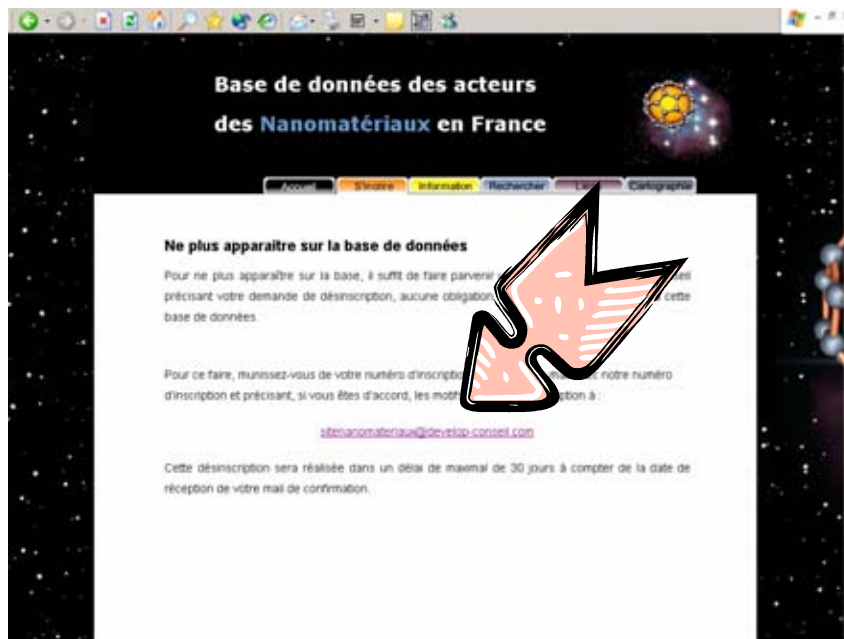 Base de données des acteurs
des Nanomatériaux en France
Accueil S'inscrire Information Rechercher Cartographie
Ne plus apparaître sur la base de données
Pour ne plus apparaître sur la base, il suffit de faire parvenir
précisant votre demande de désinscription, aucune obligation cette
base de données.
Pour ce faire, munissez-vous de votre numéro d'inscription notre numéro
d'inscription et précisant, si vous êtes d'accord, les à :
sitenanomateriaux@develop-conseil.com
Cette désinscription sera réalisée dans un délai de maximal de 30 jours à compter de la date de
réception de votre mail de confirmation.